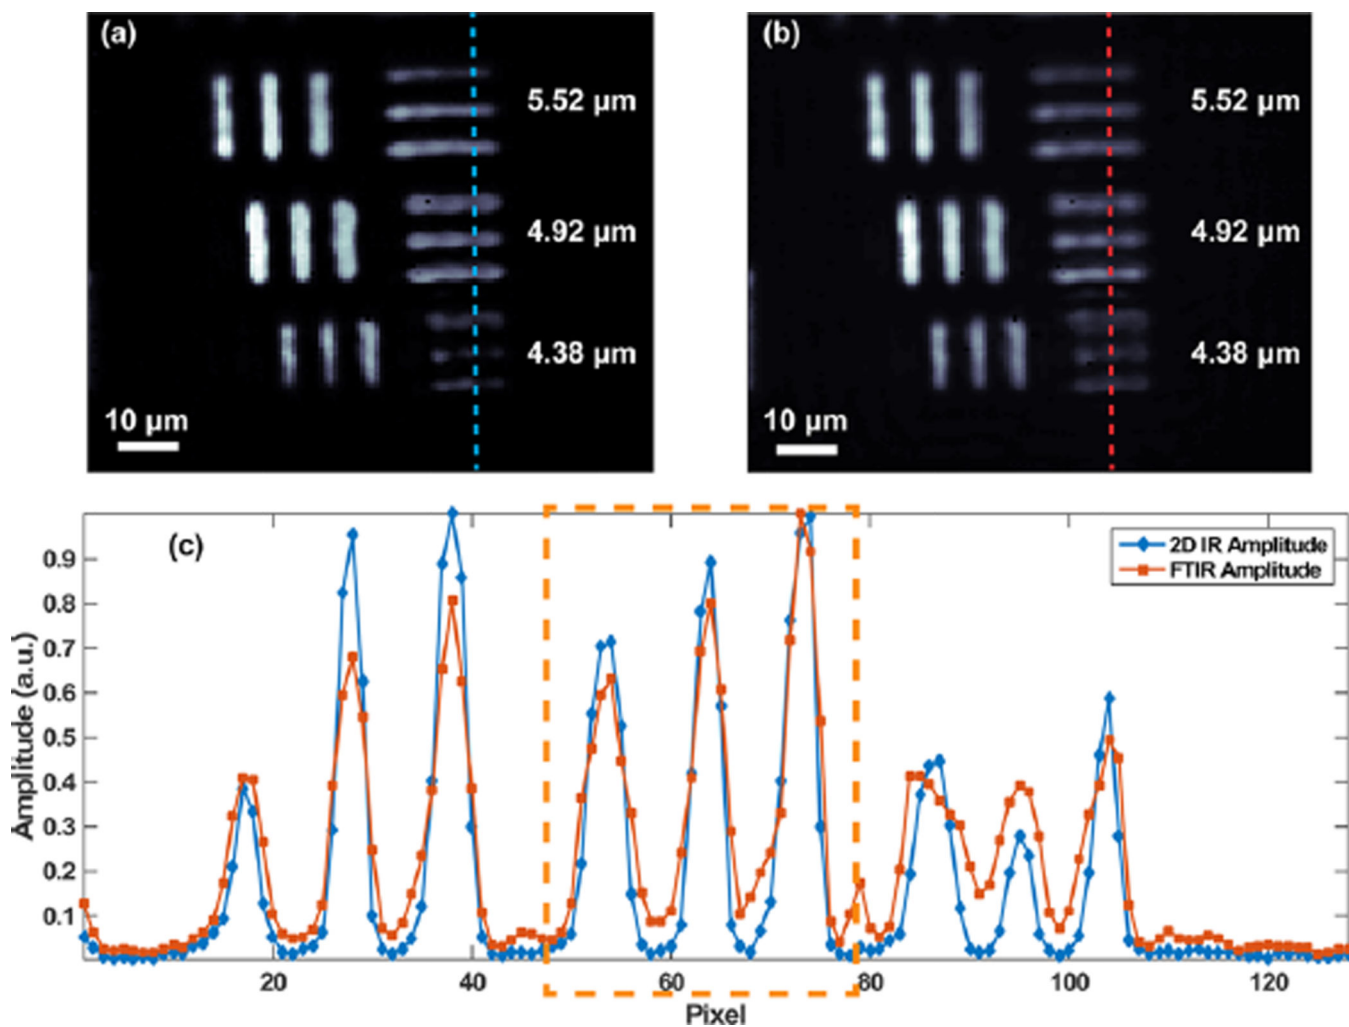 (a)
5.52 µm
4.92 µm
4.38 µm
10 µm
(b)
5.52 µm
4.92 µm
4.38 µm
10 µm
(c)
2D IR Amplitude
FTIR Amplitude
0.9
0.8
0.7
0.6
0.5
0.4
0.3
0.2
0.1
Amplitude (a.u.)
20 40 60 80 100 120
Pixel